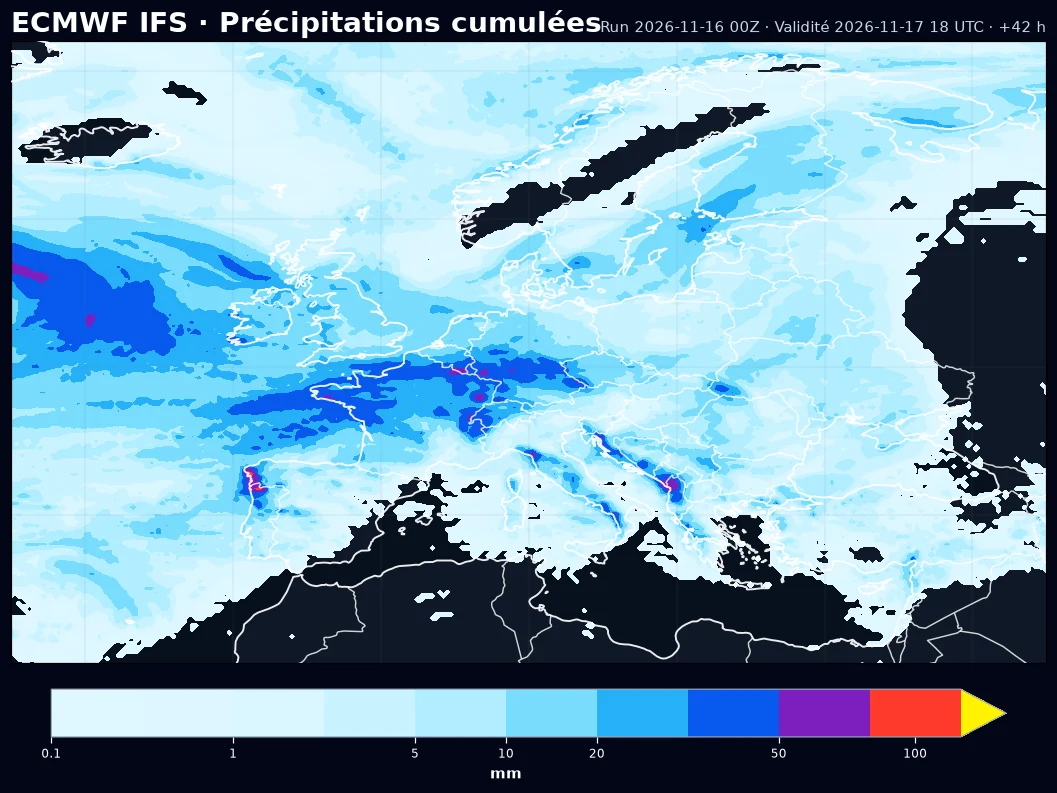 ECMWF IFS · Précipitations cumulées Run 2026-11-16 00Z · Validité 2026-11-17 18 UTC · +42 h
0.1 1 5 10 20 50 100
mm